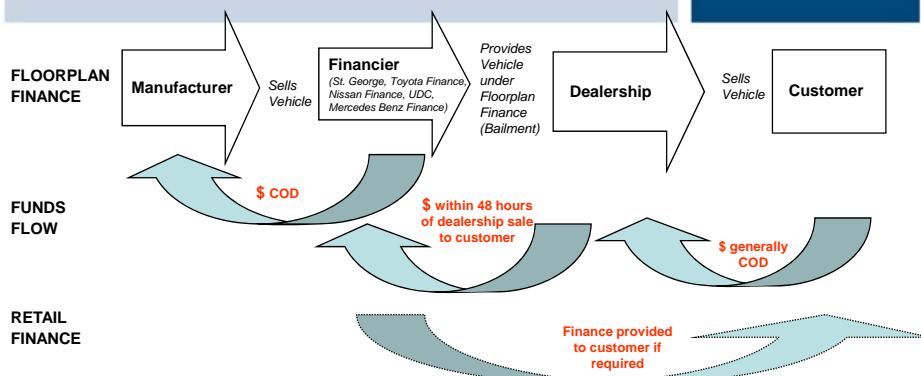 FLOORPLAN
FINANCE
Manufacturer
Sells
Vehicle
Financier
(St. George, Toyota Finance,
Nissan Finance, UDC,
Mercedes Benz Finance)
Provides
Vehicle
under
Floorplan
Finance
(Bailment)
Dealership
Sells
Vehicle
Customer
FUNDS
FLOW
$ COD
$ within 48 hours
of dealership sale
to customer
$ generally
COD
RETAIL
FINANCE
Finance provided
to customer if
required